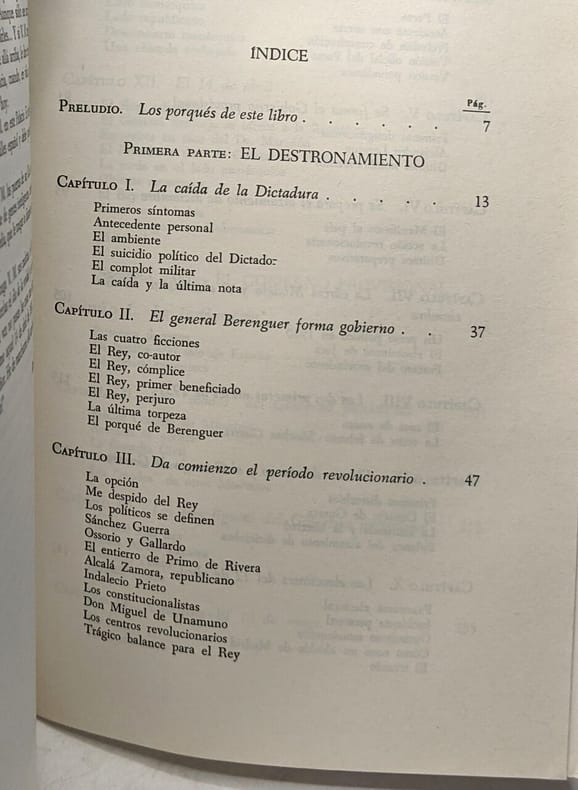 ÍNDICE
Pág.
PRELUDIO. Los porqués de este libro . . . . . . 7
PRIMERA PARTE: EL DESTRONAMIENTO
CAPÍTULO I. La caída de la Dictadura . . . . . 13
Primeros síntomas
Antecedente personal
El ambiente
El suicidio político del Dictador
El complot militar
La caída y la última nota
CAPÍTULO II. El general Berenguer forma gobierno . . 37
Las cuatro ficciones
El Rey, co-autor
El Rey, cómplice
El Rey, primer beneficiado
El Rey, perjuro
La última torpeza
El porqué de Berenguer
CAPÍTULO III. Da comienzo el período revolucionario . 47
La opción
Me despido del Rey
Los políticos se definen
Sánchez Guerra
Ossorio y Gallardo
El entierro de Primo de Rivera
Alcalá Zamora, republicano
Indalecio Prieto
Los constitucionalistas
Don Miguel de Unamuno
Los centros revolucionarios
Trágico balance para el Rey